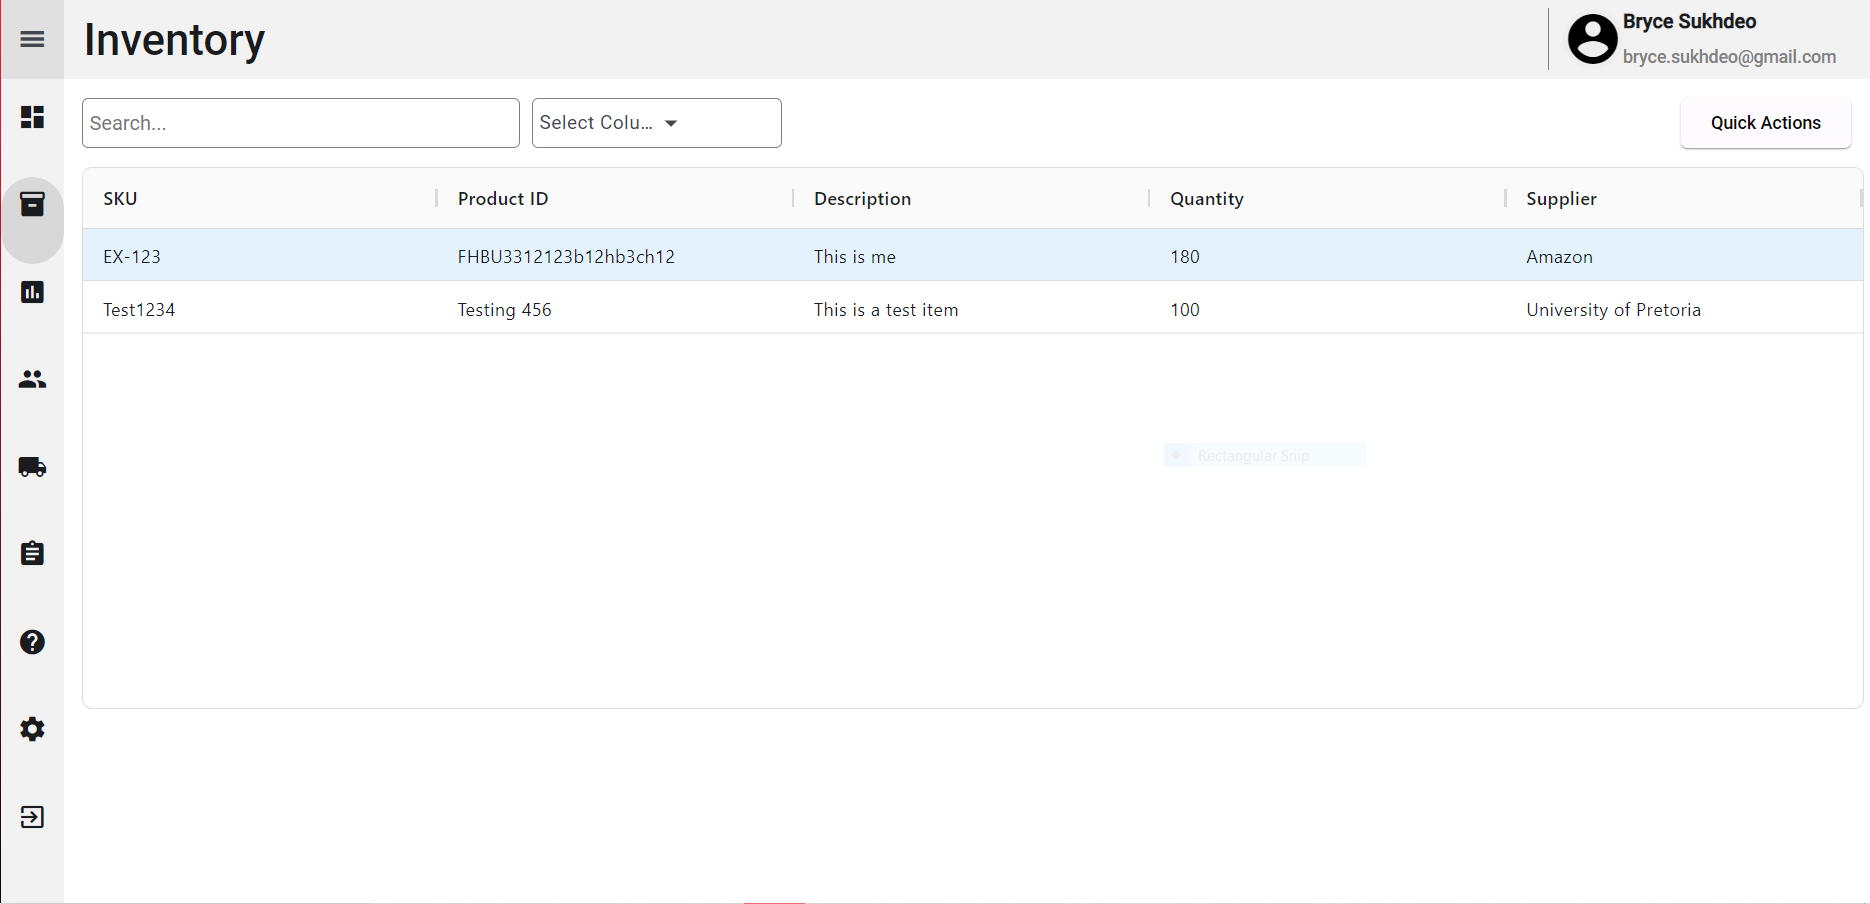 Inventory
Bryce Sukhdeo
bryce.sukhdeo@gmail.com
Search...
Select Colu...
Quick Actions
SKU Product ID Description Quantity Supplier
EX-123 FHBU3312123b12hb3ch12 This is me 180 Amazon
Test1234 Testing 456 This is a test item 100 University of Pretoria
Rectangular Snip